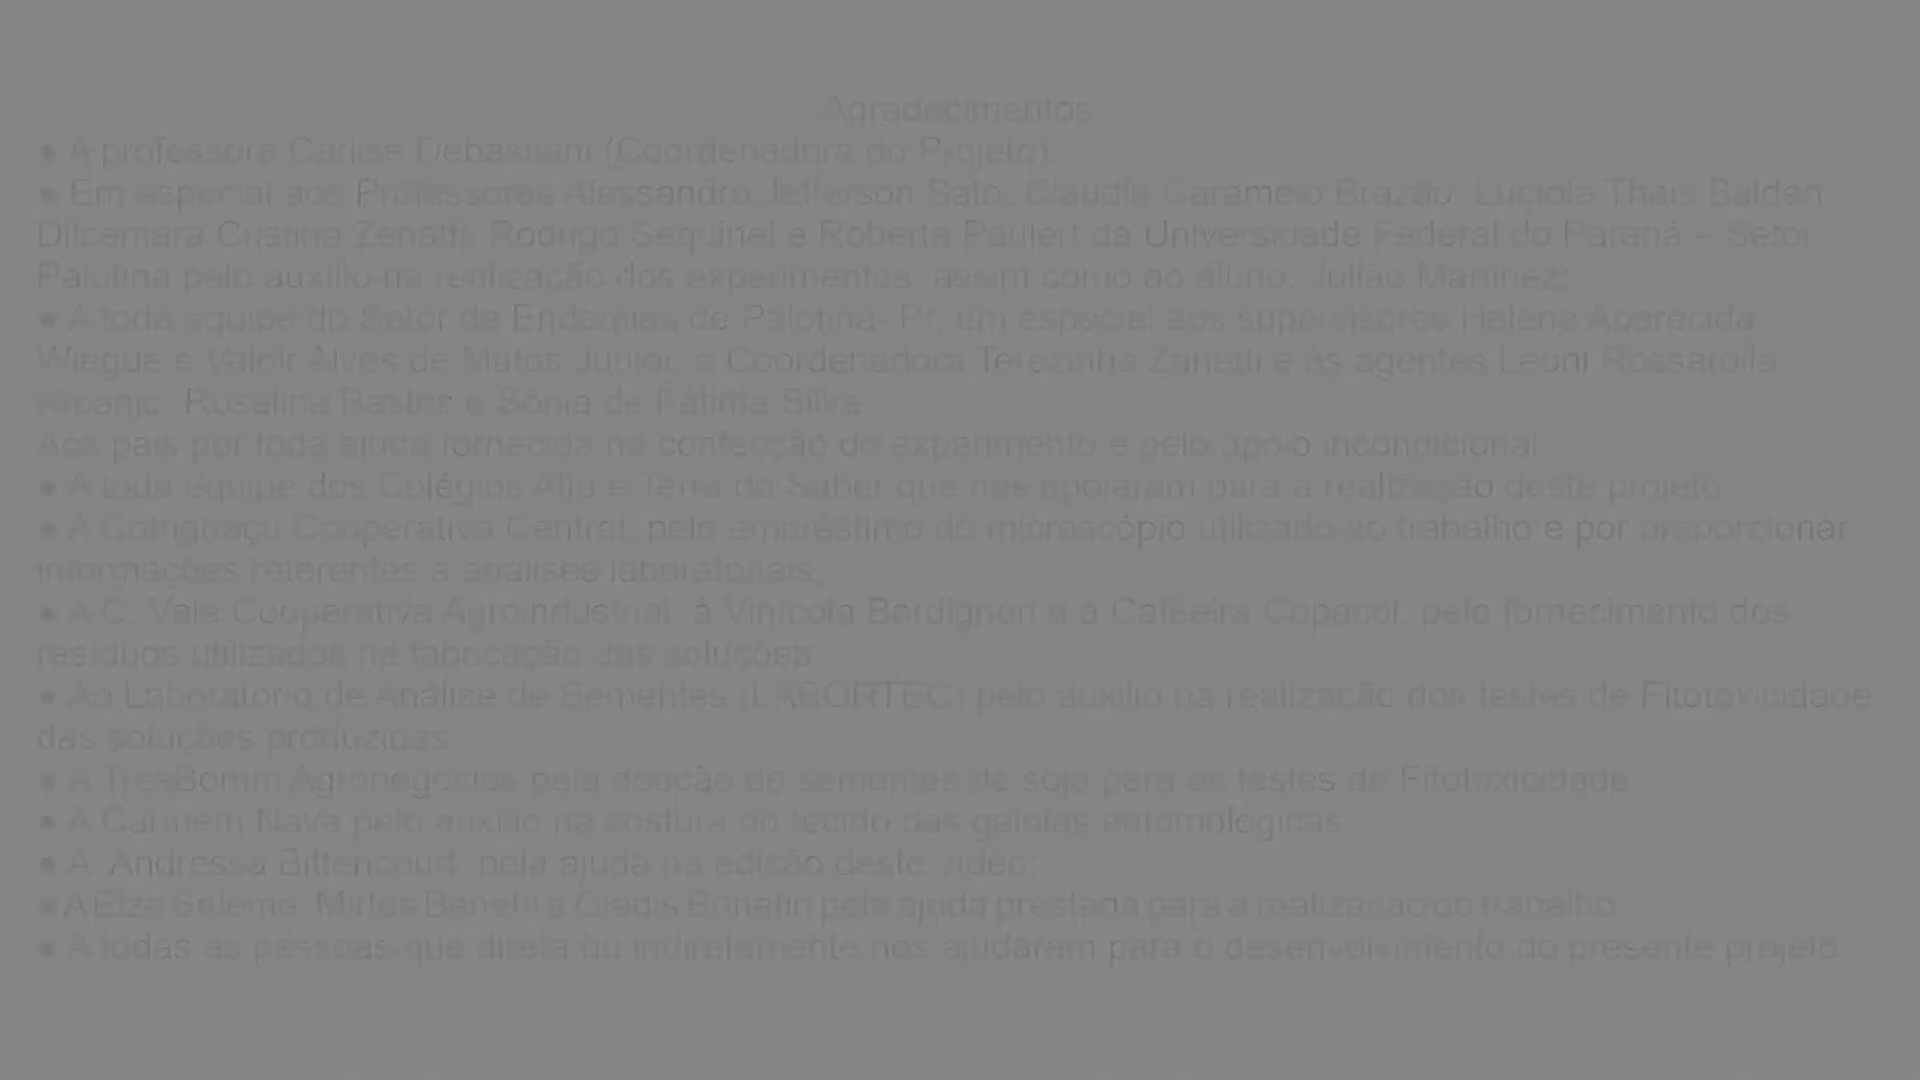 Agradecimentos
• A professora Carise Debastiani (Coordenadora do Projeto).
• Em especial aos Professores Alessandro Jefferson Sato, Claudia Caramelo Brazão, Luciola Thais Baldan
Dilcemara Cristina Zenatti, Rodrigo Sequinel e Roberta Paulert da Universidade Federal do Paraná – Setor
Palotina pelo auxílio na realização dos experimentos, assim como ao aluno, Julião Martinez;
• A toda equipe do Setor de Endemias de Palotina- Pr, em especial aos supervisores Helena Aparecida
e Valdir Alves de Matos Junior, a Coordenadora Terezinha Zanetti e às agentes Leoni
Arcanjo, Rosalina e Sônia de Fátima Silva
Aos pais por toda ajuda fornecida na confecção do experimento e pelo apoio incondicional.
• A toda equipe dos Colégios Alfa e Terra do Saber que nos apoiaram para a realização deste projeto.
• A Cotriguaçu Cooperativa Central, pelo empréstimo do microscópio utilizado no trabalho e por proporcionar
informações referentes a análises laboratoriais,
• A C. Vale Cooperativa Agroindustrial, à Vinícola Bordignon e à Cafeeira Copacol, pelo fornecimento dos
resíduos utilizados na fabricação das soluções
• Ao Laboratório de Análise de Sementes (LABORTEC) pelo auxílio na realização dos testes de Fitotoxicidade
das soluções produzidas
• A TresBomm Agronegócios pela doação de sementes de soja para os testes de Fitotoxicidade
• A Carmem Nava pelo auxílio na costura do tecido das gaiolas entomológicas
• A Andressa Bittencourt pela ajuda na edição deste vídeo;
• A Elza Salema, Mirtes e Gladis Bonafin pela ajuda prestada para a realização do trabalho
• A todas as pessoas que direta ou indiretamente nos ajudaram para o desenvolvimento do presente projeto